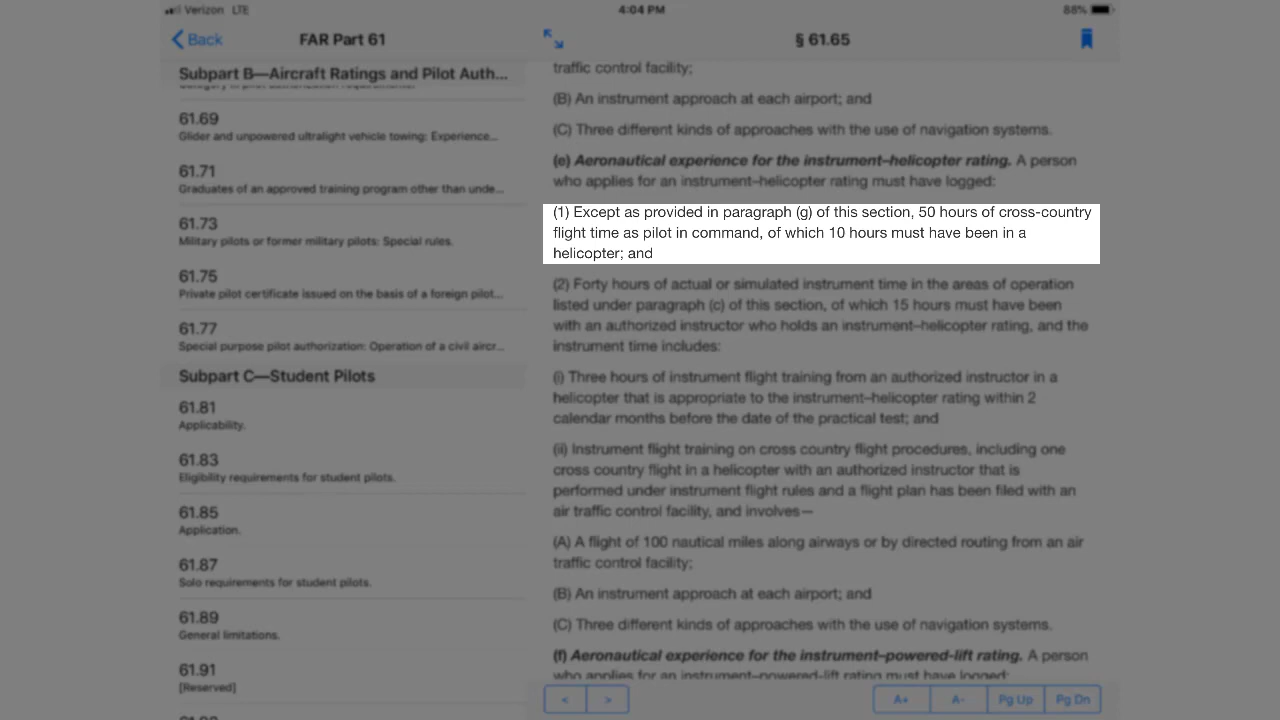 Verizon LTE
4:04 PM
88%
Back
FAR Part 61
§ 61.65
Subpart B—Aircraft Ratings and Pilot Auth...
61.69
Glider and unpowered ultralight vehicle towing: Experience...
61.71
Graduates of an approved training program other than unde...
61.73
Military pilots or former military pilots: Special rules.
61.75
Private pilot certificate issued on the basis of a foreign pilot...
61.77
Special purpose pilot authorization: Operation of a civil aircr...
Subpart C—Student Pilots
61.81
Applicability.
61.83
Eligibility requirements for student pilots.
61.85
Application.
61.87
Solo requirements for student pilots.
61.89
General limitations.
61.91
[Reserved]
traffic control facility;
(B) An instrument approach at each airport; and
(C) Three different kinds of approaches with the use of navigation systems.
(e) Aeronautical experience for the instrument–helicopter rating. A person
who applies for an instrument–helicopter rating must have logged:
(1) Except as provided in paragraph (g) of this section, 50 hours of cross-country
flight time as pilot in command, of which 10 hours must have been in a
helicopter; and
(2) Forty hours of actual or simulated instrument time in the areas of operation
listed under paragraph (c) of this section, of which 15 hours must have been
with an authorized instructor who holds an instrument–helicopter rating, and the
instrument time includes:
(i) Three hours of instrument flight training from an authorized instructor in a
helicopter that is appropriate to the instrument–helicopter rating within 2
calendar months before the date of the practical test; and
(ii) Instrument flight training on cross country flight procedures, including one
cross country flight in a helicopter with an authorized instructor that is
performed under instrument flight rules and a flight plan has been filed with an
air traffic control facility, and involves—
(A) A flight of 100 nautical miles along airways or by directed routing from an air
traffic control facility;
(B) An instrument approach at each airport; and
(C) Three different kinds of approaches with the use of navigation systems.
(f) Aeronautical experience for the instrument–powered-lift rating. A person
who applies for an instrument–powered-lift rating must have logged:
< > A+ A- Pg Up Pg Dn